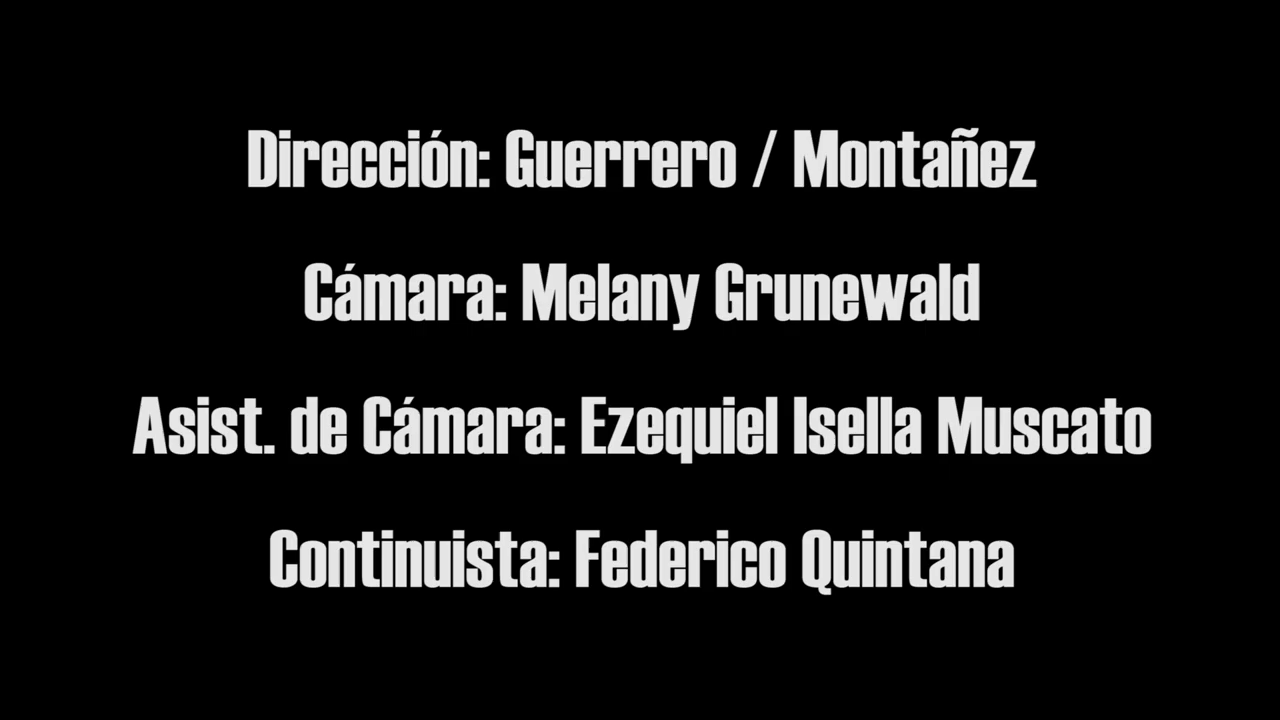 Dirección: Guerrero / Montañez
Cámara: Melany Grunewald
Asist. de Cámara: Ezequiel Isella Muscato
Continuista: Federico Quintana